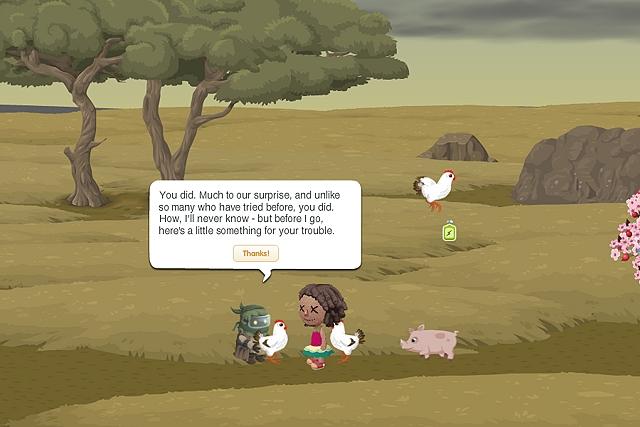 You did. Much to our surprise, and unlike
so many who have tried before, you did.
How, I'll never know - but before I go,
here's a little something for your trouble.
Thanks!